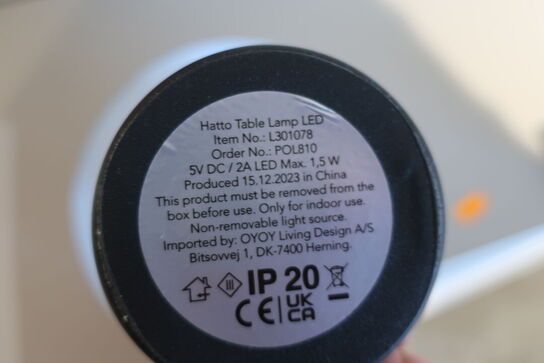 Hatto Table Lamp LED
Item No.: L301078
Order No.: POL810
5V DC / 2A LED Max. 1,5 W
Produced 15.12.2023 in China
This product must be removed from the
box before use. Only for indoor use.
Non-removable light source.
Imported by: OYOY Living Design A/S
Bitsovvej 1, DK-7400 Herning.
III IP 20
CE UK
CA